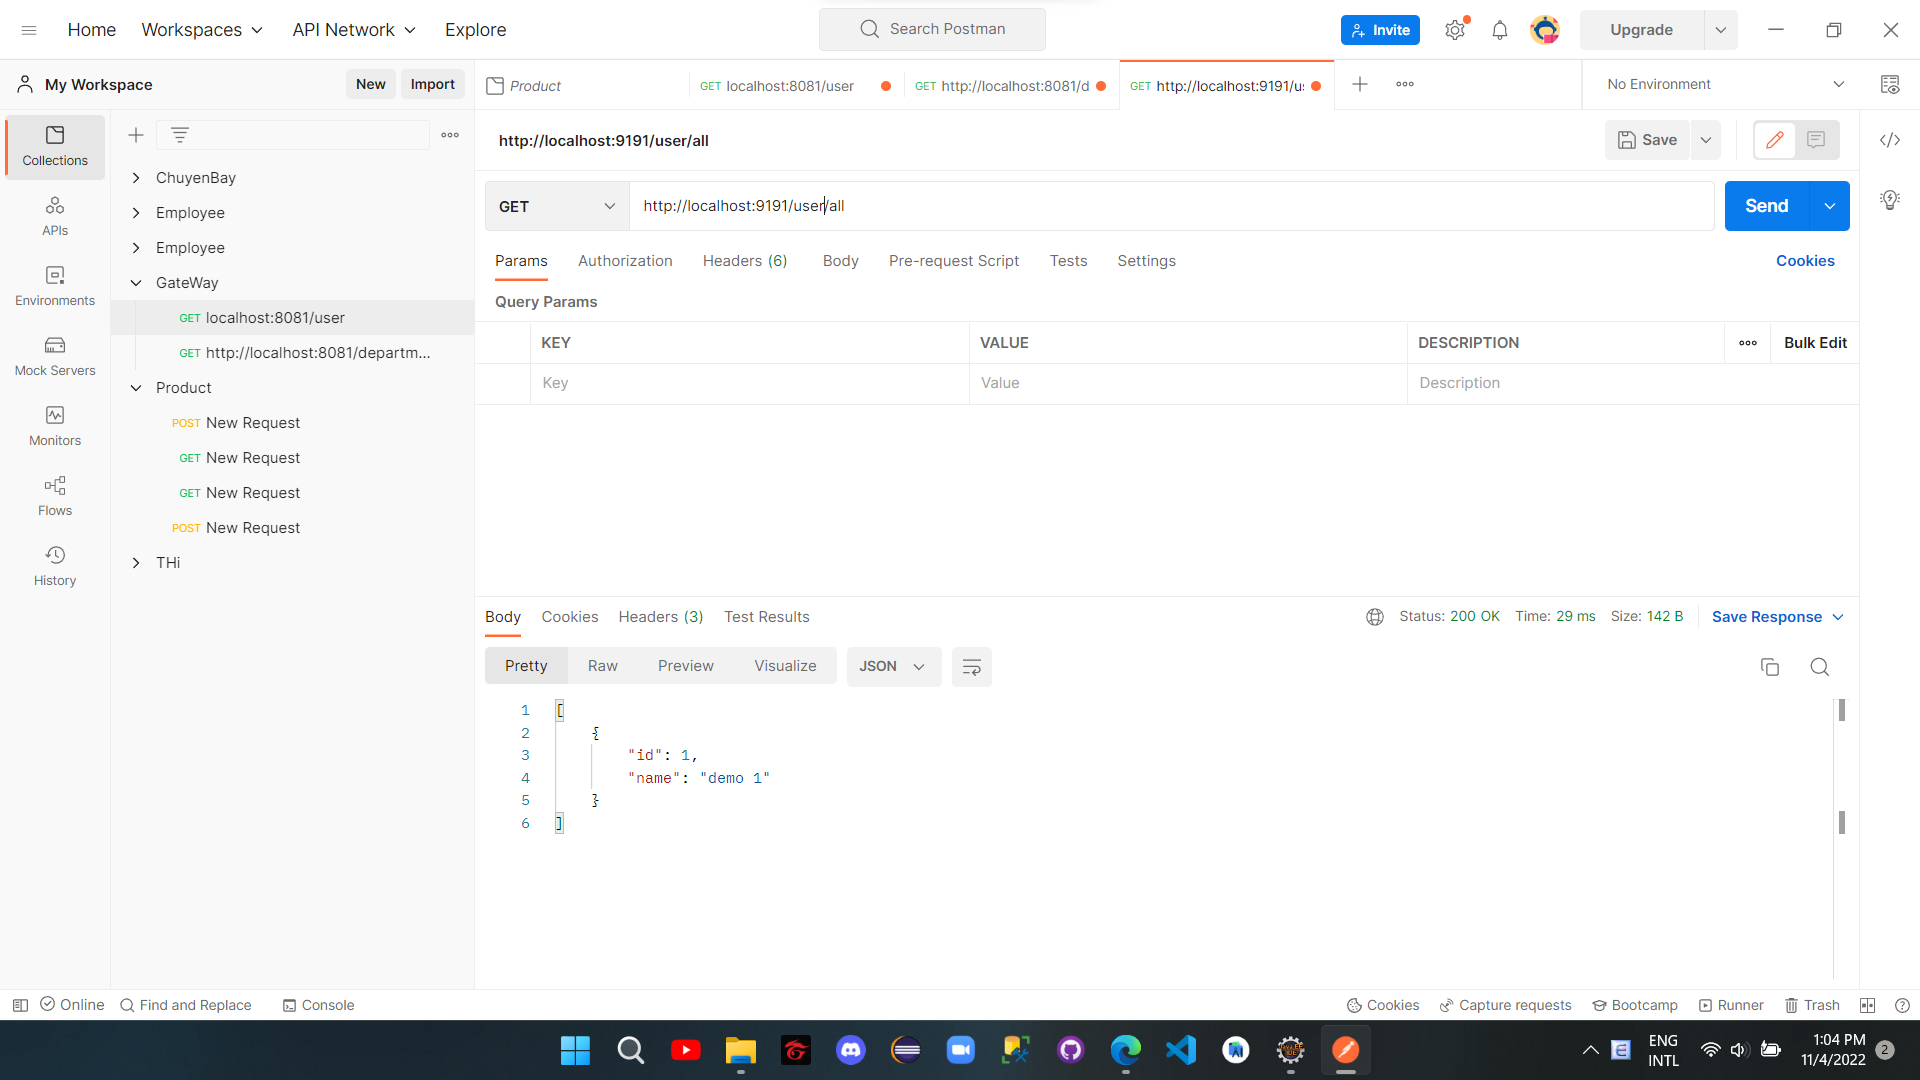 Home Workspaces API Network Explore Search Postman Invite Upgrade
My Workspace New Import Product GET localhost:8081/user GET http://localhost:8081/d GET http://localhost:9191/u No Environment
Collections
APIs
Environments
Mock Servers
Monitors
Flows
History
ChuyenBay
Employee
Employee
GateWay
GET localhost:8081/user
GET http://localhost:8081/departm...
Product
POST New Request
GET New Request
GET New Request
POST New Request
THi
http://localhost:9191/user/all Save
GET http://localhost:9191/user/all Send
Params Authorization Headers (6) Body Pre-request Script Tests Settings Cookies
Query Params
KEY VALUE DESCRIPTION Bulk Edit
Key Value Description
Body Cookies Headers (3) Test Results Status: 200 OK Time: 29 ms Size: 142 B Save Response
Pretty Raw Preview Visualize JSON
1 [
2 {
3 "id": 1,
4 "name": "demo 1"
5 }
6 ]
Online Find and Replace Console Cookies Capture requests Bootcamp Runner Trash
ENG
INTL
1:04 PM
11/4/2022
2